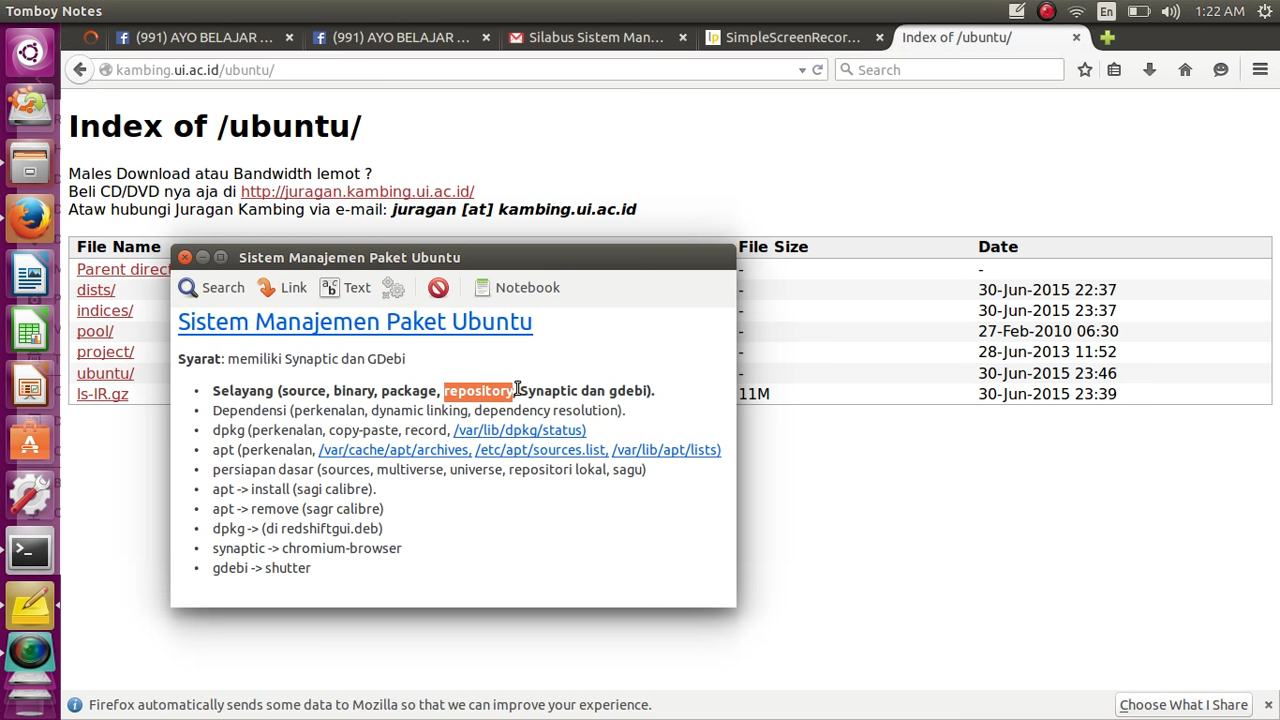 Tomboy Notes
En
1:22 AM
(991) AYO BELAJAR ...
(991) AYO BELAJAR ...
Silabus Sistem Man...
SimpleScreenRecor...
Index of /ubuntu/
kambing.ui.ac.id/ubuntu/
Search
Index of /ubuntu/
Males Download atau Bandwidth lemot ?
Beli CD/DVD nya aja di http://juragan.kambing.ui.ac.id/
Ataw hubungi Juragan Kambing via e-mail: juragan [at] kambing.ui.ac.id
File Name File Size Date
Parent direc - -
dists/ - 30-Jun-2015 22:37
indices/ - 30-Jun-2015 23:37
pool/ - 27-Feb-2010 06:30
project/ - 28-Jun-2013 11:52
ubuntu/ - 30-Jun-2015 23:46
ls-lR.gz 11M 30-Jun-2015 23:39
Sistem Manajemen Paket Ubuntu
Search Link Text Notebook
Sistem Manajemen Paket Ubuntu
Syarat: memiliki Synaptic dan GDebi
• Selayang (source, binary, package, repository, Synaptic dan gdebi).
• Dependensi (perkenalan, dynamic linking, dependency resolution).
• dpkg (perkenalan, copy-paste, record, /var/lib/dpkg/status)
• apt (perkenalan, /var/cache/apt/archives, /etc/apt/sources.list, /var/lib/apt/lists)
• persiapan dasar (sources, multiverse, universe, repositori lokal, sagu)
• apt -> install (sagi calibre).
• apt -> remove (sagr calibre)
• dpkg -> (di redshiftgui.deb)
• synaptic -> chromium-browser
• gdebi -> shutter
Firefox automatically sends some data to Mozilla so that we can improve your experience.
Choose What I Share